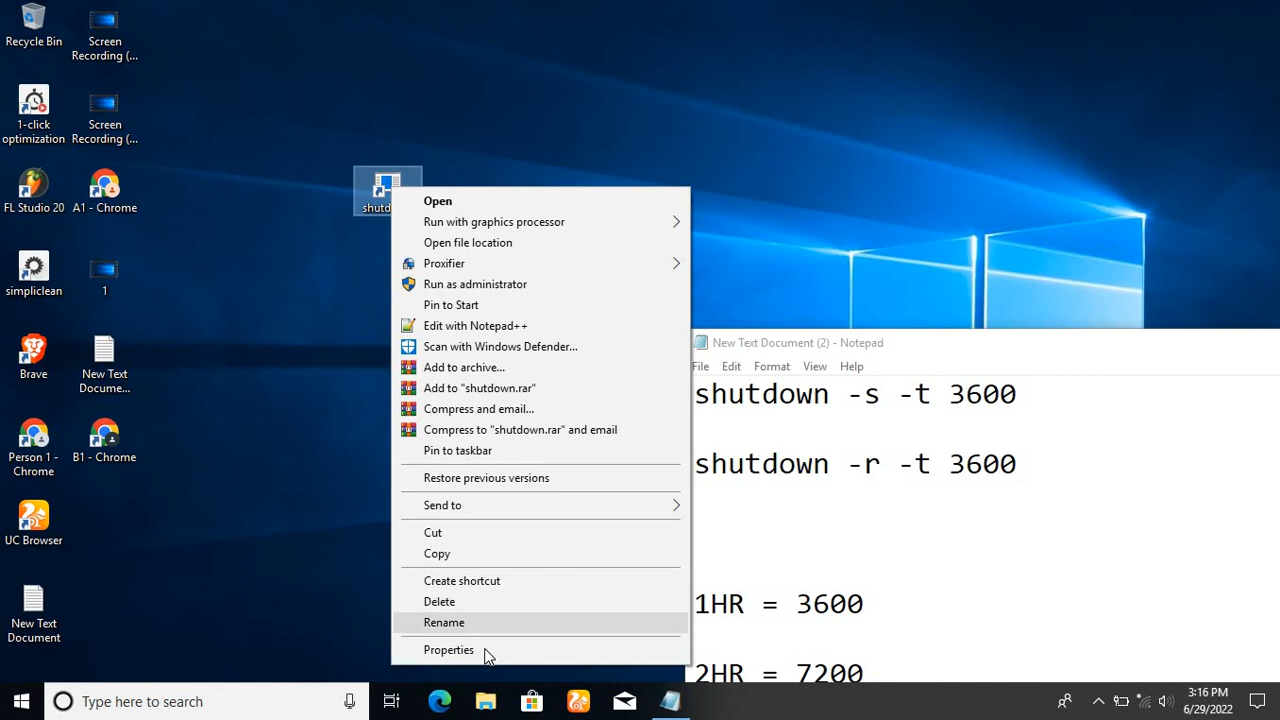 Recycle Bin
Screen
Recording (...
1-click
optimization
Screen
Recording (...
FL Studio 20
A1 - Chrome
simpliclean
1
Brave
New Text
Docume...
Person 1 -
Chrome
B1 - Chrome
UC Browser
New Text
Document
shutd
Open
Run with graphics processor
Open file location
Proxifier
Run as administrator
Pin to Start
Edit with Notepad++
Scan with Windows Defender...
Add to archive...
Add to "shutdown.rar"
Compress and email...
Compress to "shutdown.rar" and email
Pin to taskbar
Restore previous versions
Send to
Cut
Copy
Create shortcut
Delete
Rename
Properties
New Text Document (2) - Notepad
File Edit Format View Help
shutdown -s -t 3600
shutdown -r -t 3600
1HR = 3600
2HR = 7200
Type here to search
3:16 PM
6/29/2022